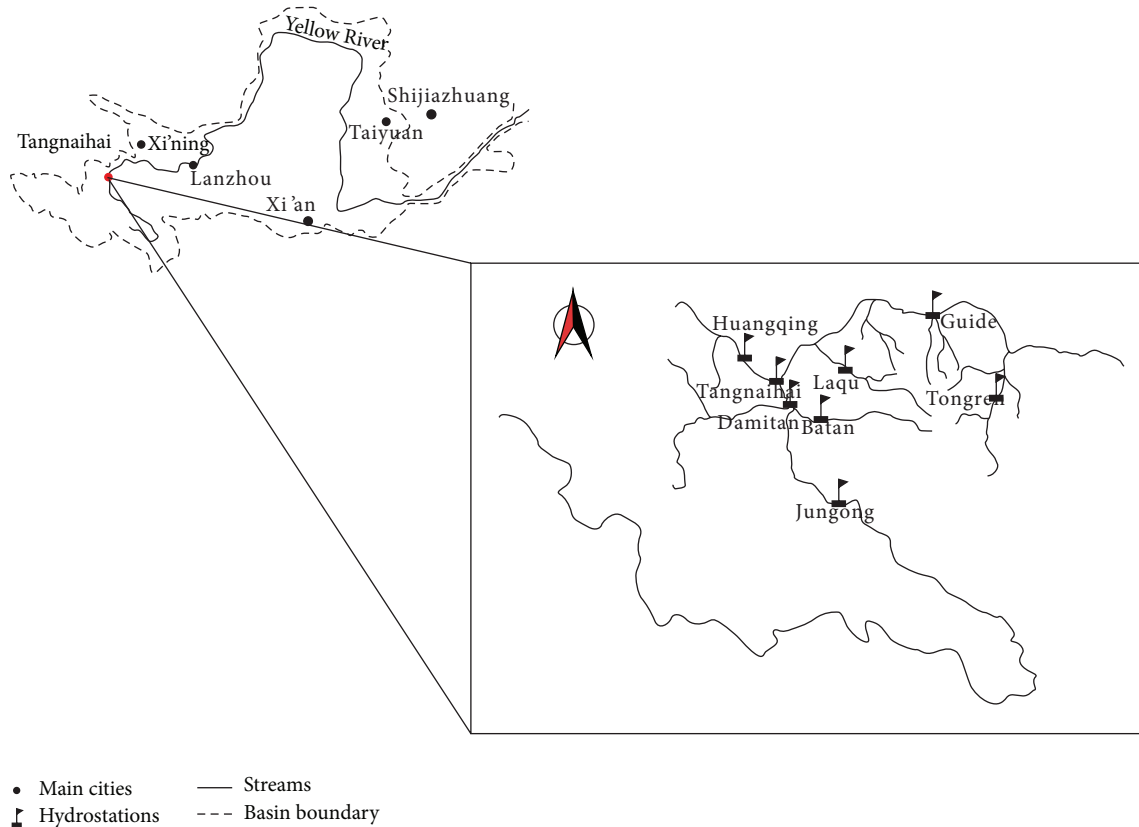 Yellow River
Shijiazhuang
Taiyuan
Tangnaihai
Xi'ning
Lanzhou
Xi'an
Huangqing
Guide
Tangnaihai
Laqu
Tongren
Damitan
Batan
Jungong
Main cities
Streams
Hydrostations
Basin boundary